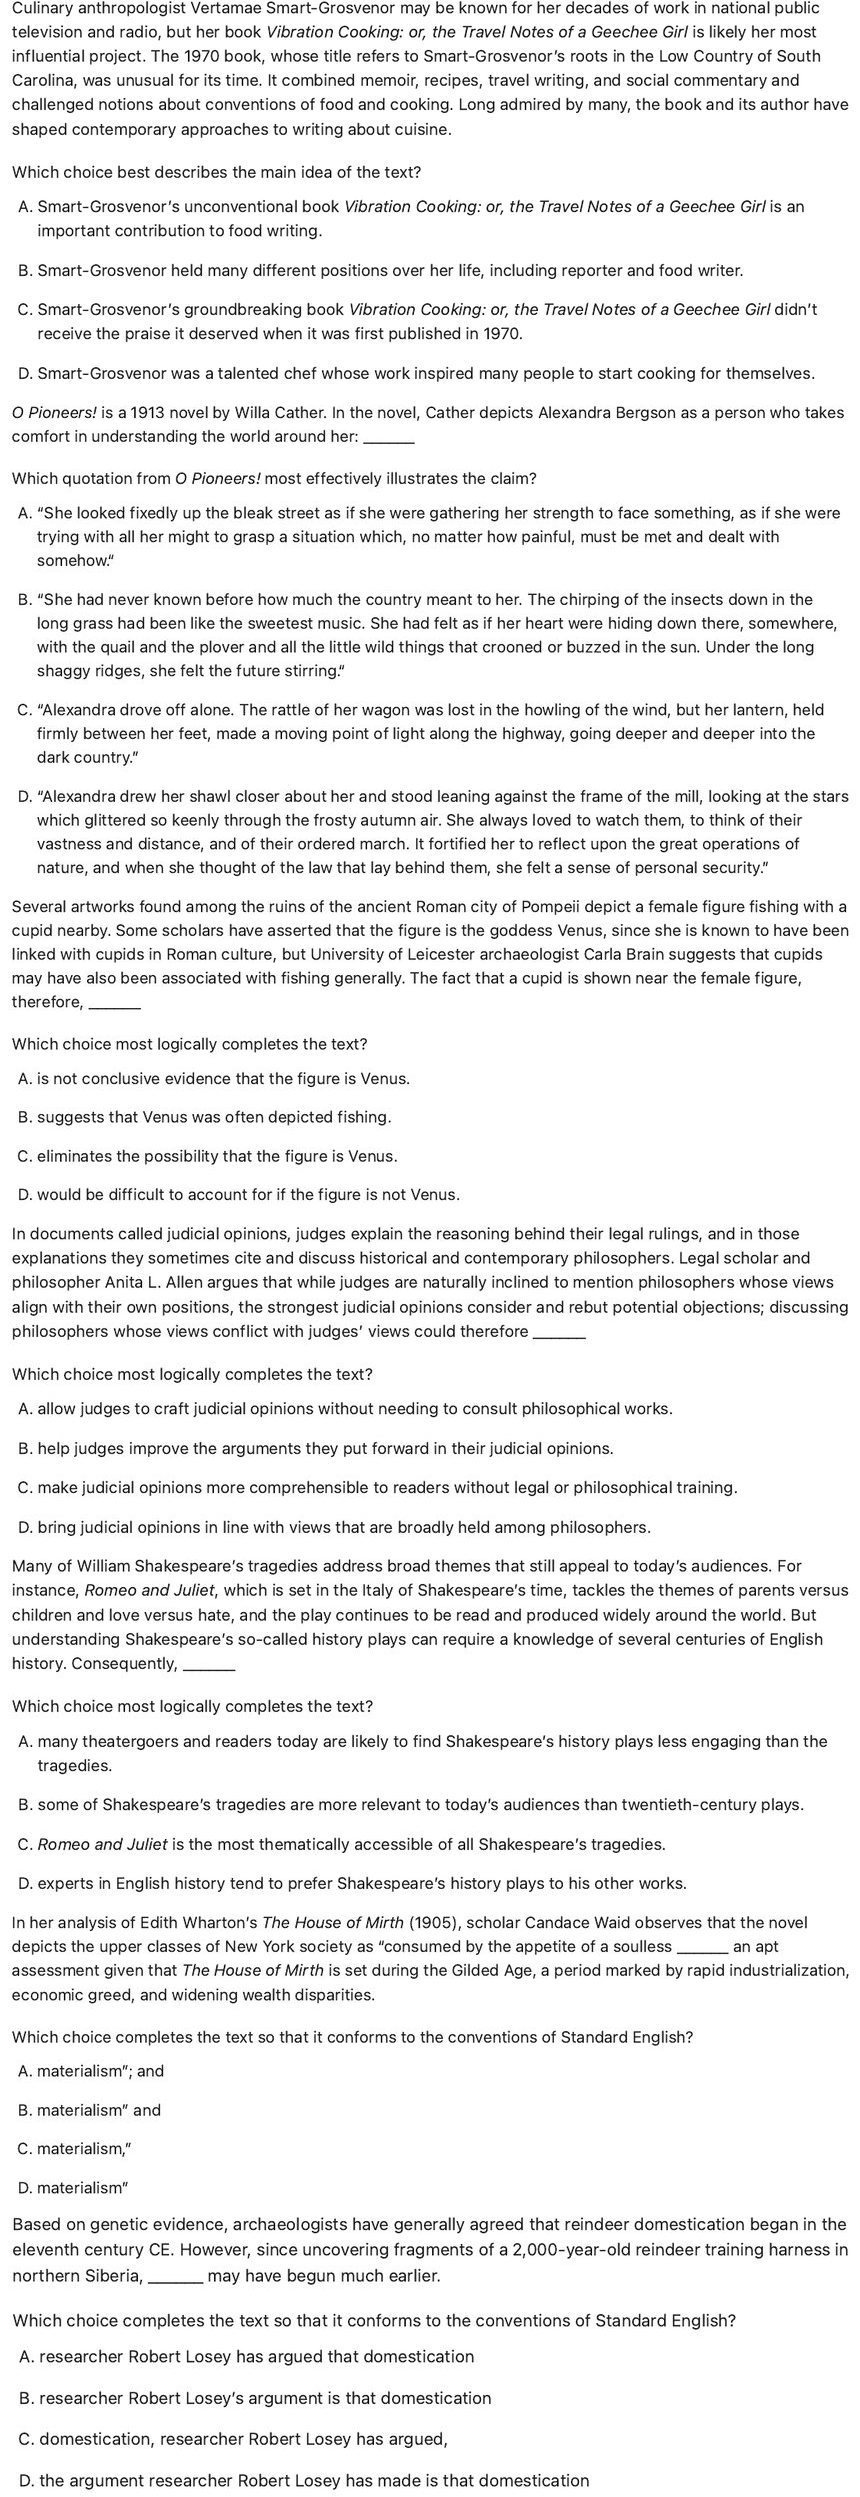 Culinary anthropologist Vertamae Smart-Grosvenor may be known for her decades of work in national public
television and radio, but her book Vibration Cooking: or, the Travel Notes of a Geechee Girl is likely her most
influential project. The 1970 book, whose title refers to Smart-Grosvenor's roots in the Low Country of South
Carolina, was unusual for its time. It combined memoir, recipes, travel writing, and social commentary and
challenged notions about conventions of food and cooking. Long admired by many, the book and its author have
shaped contemporary approaches to writing about cuisine.
Which choice best describes the main idea of the text?
A. Smart-Grosvenor's unconventional book Vibration Cooking: or, the Travel Notes of a Geechee Girl is an
important contribution to food writing.
B. Smart-Grosvenor held many different positions over her life, including reporter and food writer.
C. Smart-Grosvenor's groundbreaking book Vibration Cooking: or, the Travel Notes of a Geechee Girl didn't
receive the praise it deserved when it was first published in 1970.
D. Smart-Grosvenor was a talented chef whose work inspired many people to start cooking for themselves.
O Pioneers! is a 1913 novel by Willa Cather. In the novel, Cather depicts Alexandra Bergson as a person who takes
comfort in understanding the world around her: ______
Which quotation from O Pioneers! most effectively illustrates the claim?
A. "She looked fixedly up the bleak street as if she were gathering her strength to face something, as if she were
trying with all her might to grasp a situation which, no matter how painful, must be met and dealt with
somehow."
B. "She had never known before how much the country meant to her. The chirping of the insects down in the
long grass had been like the sweetest music. She had felt as if her heart were hiding down there, somewhere,
with the quail and the plover and all the little wild things that crooned or buzzed in the sun. Under the long
shaggy ridges, she felt the future stirring."
C. "Alexandra drove off alone. The rattle of her wagon was lost in the howling of the wind, but her lantern, held
firmly between her feet, made a moving point of light along the highway, going deeper and deeper into the
dark country."
D. "Alexandra drew her shawl closer about her and stood leaning against the frame of the mill, looking at the stars
which glittered so keenly through the frosty autumn air. She always loved to watch them, to think of their
vastness and distance, and of their ordered march. It fortified her to reflect upon the great operations of
nature, and when she thought of the law that lay behind them, she felt a sense of personal security."
Several artworks found among the ruins of the ancient Roman city of Pompeii depict a female figure fishing with a
cupid nearby. Some scholars have asserted that the figure is the goddess Venus, since she is known to have been
linked with cupids in Roman culture, but University of Leicester archaeologist Carla Brain suggests that cupids
may have also been associated with fishing generally. The fact that a cupid is shown near the female figure,
therefore, ______
Which choice most logically completes the text?
A. is not conclusive evidence that the figure is Venus.
B. suggests that Venus was often depicted fishing.
C. eliminates the possibility that the figure is Venus.
D. would be difficult to account for if the figure is not Venus.
In documents called judicial opinions, judges explain the reasoning behind their legal rulings, and in those
explanations they sometimes cite and discuss historical and contemporary philosophers. Legal scholar and
philosopher Anita L. Allen argues that while judges are naturally inclined to mention philosophers whose views
align with their own positions, the strongest judicial opinions consider and rebut potential objections; discussing
philosophers whose views conflict with judges' views could therefore ______
Which choice most logically completes the text?
A. allow judges to craft judicial opinions without needing to consult philosophical works.
B. help judges improve the arguments they put forward in their judicial opinions.
C. make judicial opinions more comprehensible to readers without legal or philosophical training.
D. bring judicial opinions in line with views that are broadly held among philosophers.
Many of William Shakespeare's tragedies address broad themes that still appeal to today's audiences. For
instance, Romeo and Juliet, which is set in the Italy of Shakespeare's time, tackles the themes of parents versus
children and love versus hate, and the play continues to be read and produced widely around the world. But
understanding Shakespeare's so-called history plays can require a knowledge of several centuries of English
history. Consequently, ______
Which choice most logically completes the text?
A. many theatergoers and readers today are likely to find Shakespeare's history plays less engaging than the
tragedies.
B. some of Shakespeare's tragedies are more relevant to today's audiences than twentieth-century plays.
C. Romeo and Juliet is the most thematically accessible of all Shakespeare's tragedies.
D. experts in English history tend to prefer Shakespeare's history plays to his other works.
In her analysis of Edith Wharton's The House of Mirth (1905), scholar Candace Waid observes that the novel
depicts the upper classes of New York society as "consumed by the appetite of a soulless ______ an apt
assessment given that The House of Mirth is set during the Gilded Age, a period marked by rapid industrialization,
economic greed, and widening wealth disparities.
Which choice completes the text so that it conforms to the conventions of Standard English?
A. materialism"; and
B. materialism" and
C. materialism,"
D. materialism"
Based on genetic evidence, archaeologists have generally agreed that reindeer domestication began in the
eleventh century CE. However, since uncovering fragments of a 2,000-year-old reindeer training harness in
northern Siberia, ______ may have begun much earlier.
Which choice completes the text so that it conforms to the conventions of Standard English?
A. researcher Robert Losey has argued that domestication
B. researcher Robert Losey's argument is that domestication
C. domestication, researcher Robert Losey has argued,
D. the argument researcher Robert Losey has made is that domestication